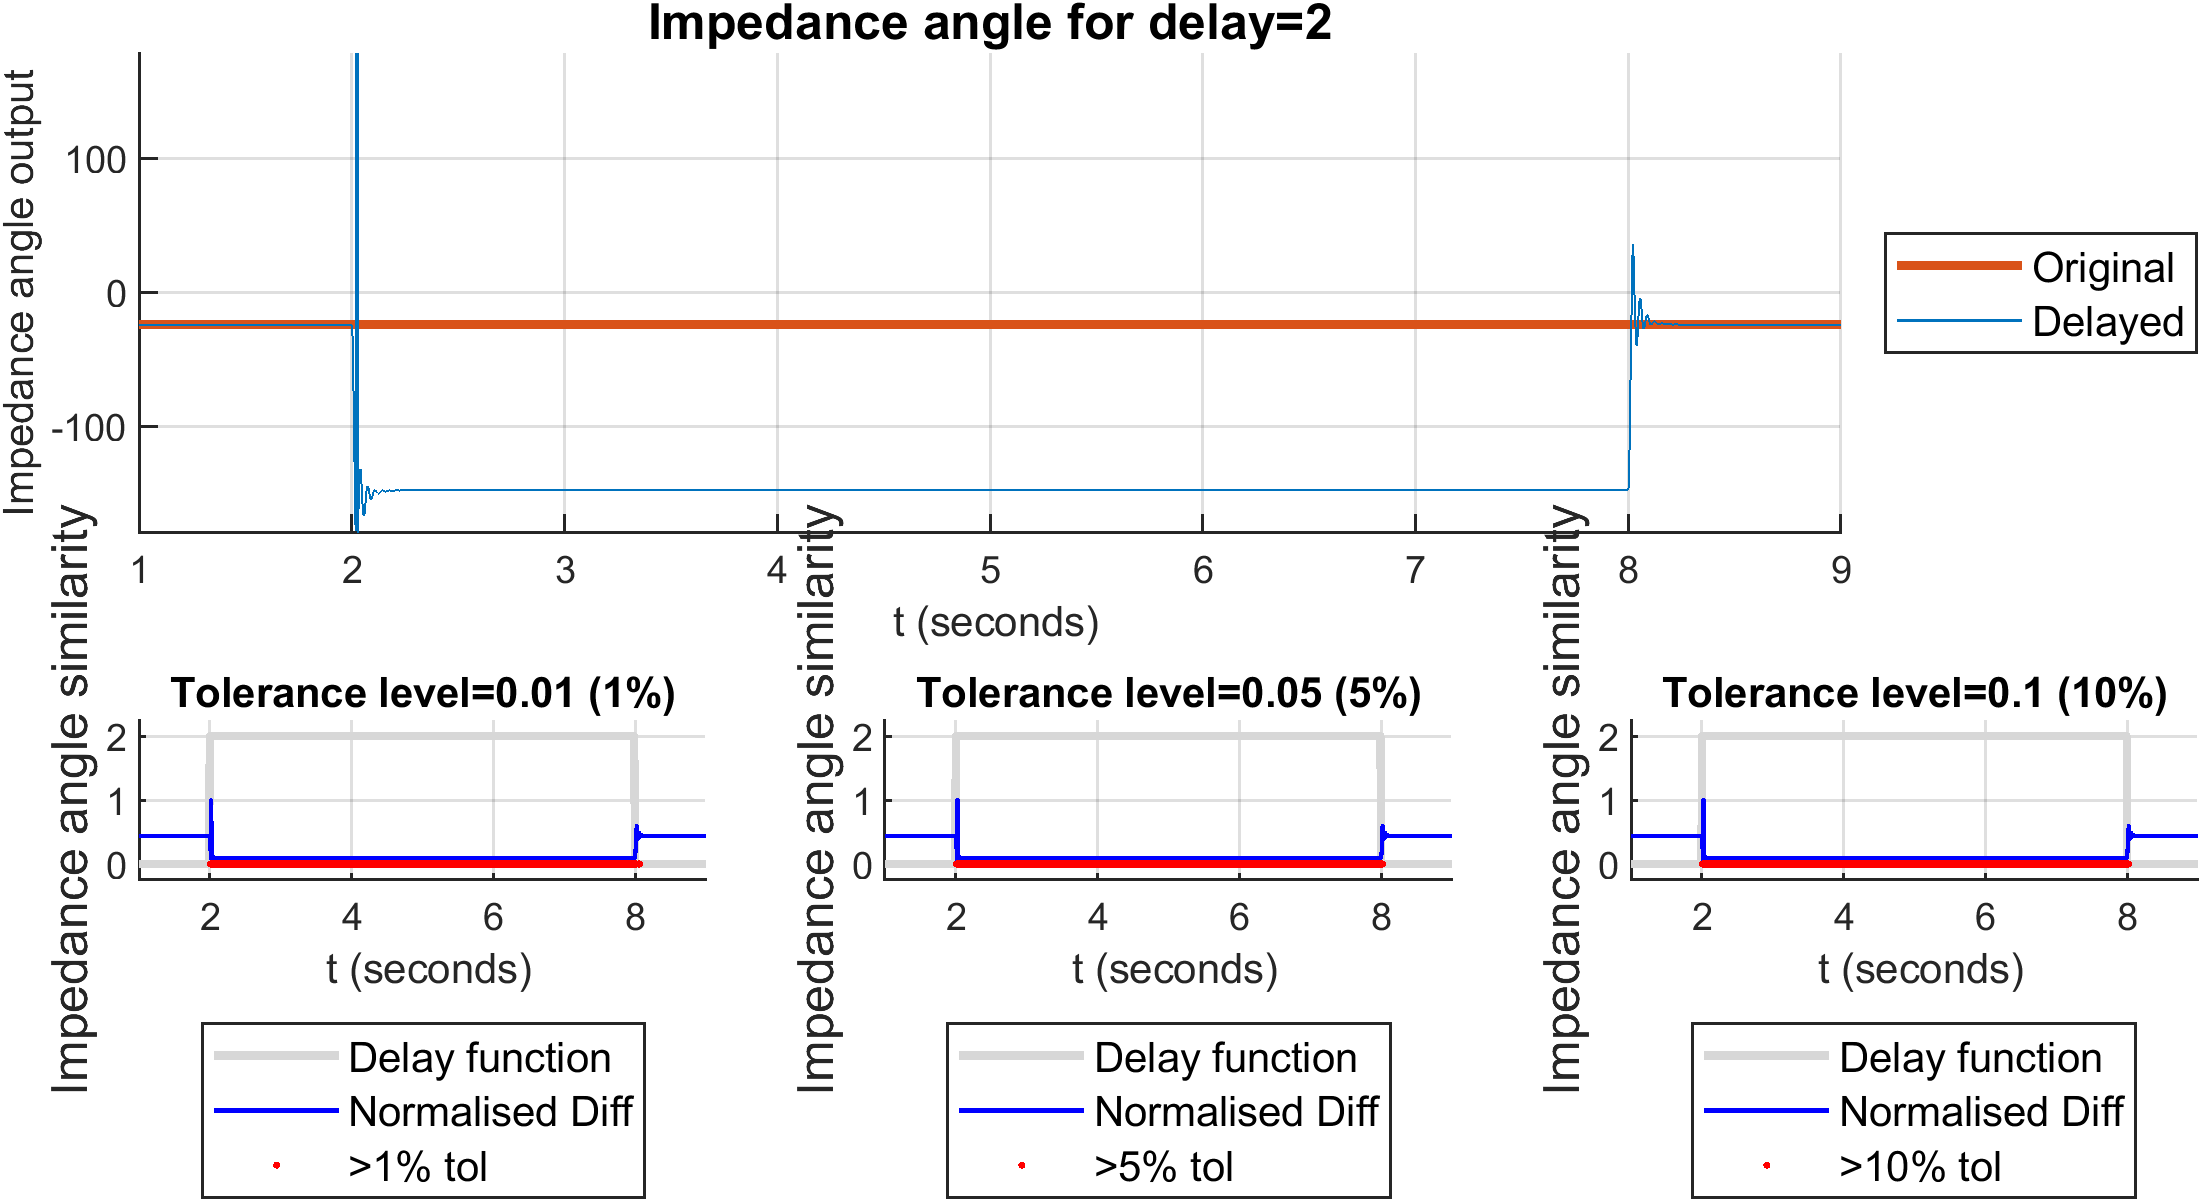 Impedance angle for delay=2
Impedance angle output
100
0
-100
1 2 3 4 5 6 7 8 9
t (seconds)
Original
Delayed
Tolerance level=0.01 (1%)
Impedance angle similarity
2
1
0
2 4 6 8
t (seconds)
Delay function
Normalised Diff
>1% tol
Tolerance level=0.05 (5%)
Impedance angle similarity
2
1
0
2 4 6 8
t (seconds)
Delay function
Normalised Diff
>5% tol
Tolerance level=0.1 (10%)
Impedance angle similarity
2
1
0
2 4 6 8
t (seconds)
Delay function
Normalised Diff
>10% tol